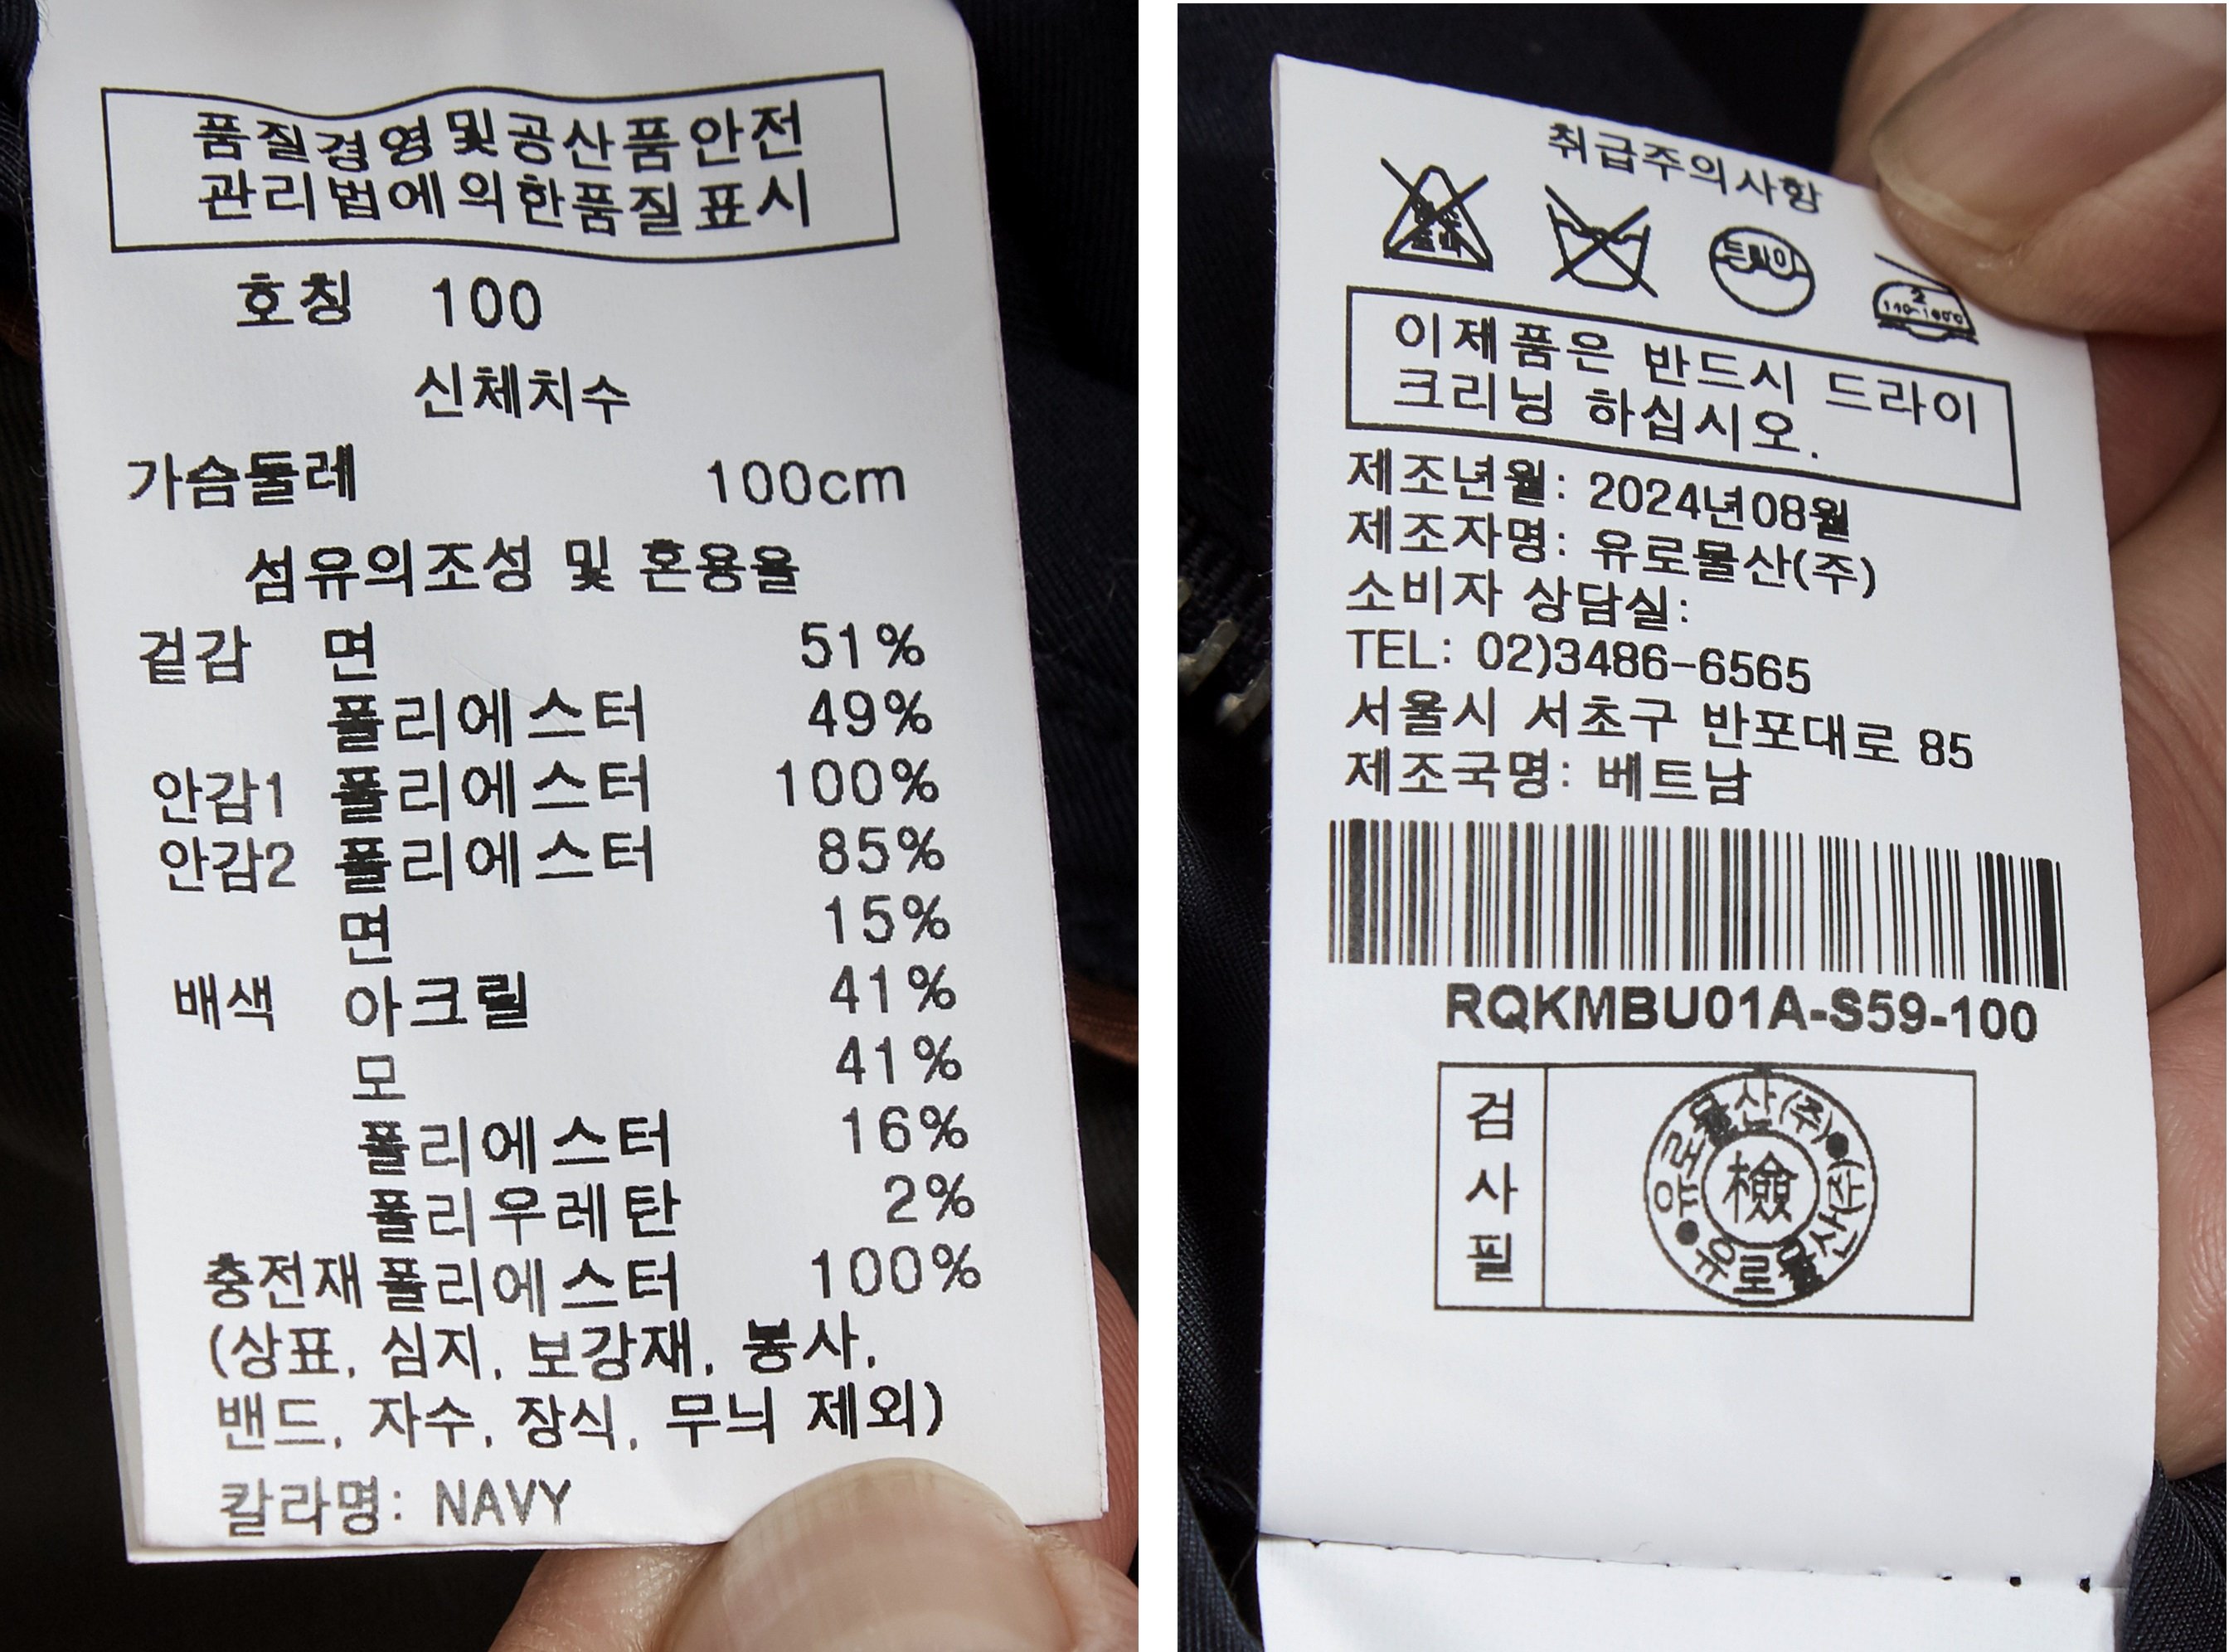 품질경영및공산품안전
관리법에의한품질표시
호칭 100
신체치수
가슴둘레 100cm
섬유의조성 및 혼용율
겉감 면 51%
폴리에스터 49%
안감1 폴리에스터 100%
안감2 폴리에스터 85%
면 15%
배색 아크릴 41%
모 41%
폴리에스터 16%
폴리우레탄 2%
충전재 폴리에스터 100%
(상표, 심지, 보강재, 봉사,
밴드, 자수, 장식, 무늬 제외)
칼라명: NAVY
취급주의사항
드라이
2
이제품은 반드시 드라이
크리닝 하십시오.
제조년월: 2024년08월
제조자명: 유로물산(주)
소비자 상담실:
TEL: 02)3486-6565
서울시 서초구 반포대로 85
제조국명: 베트남
RQKMBU01A-S59-100
검
사
필
유로물산(주)
檢
유로물산(주)